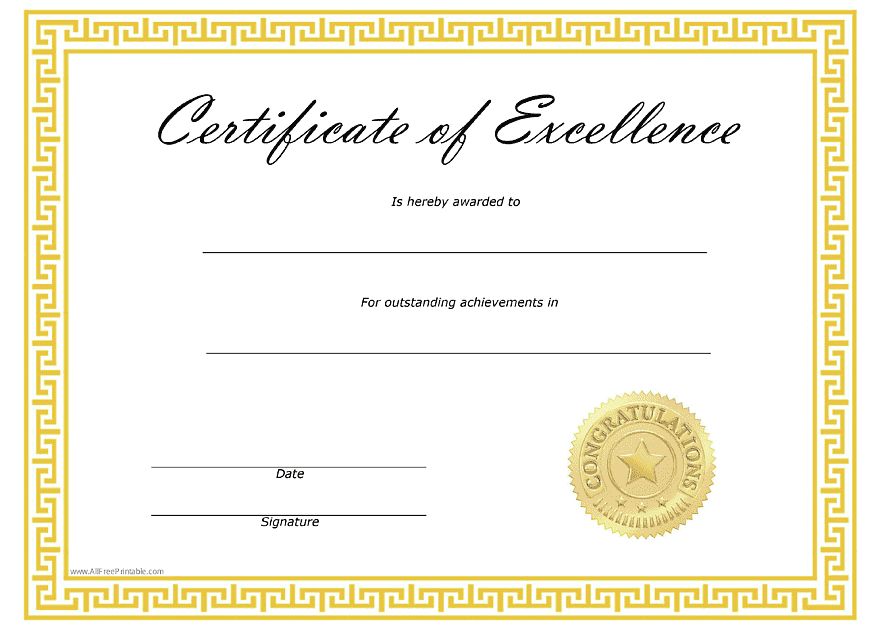 Certificate of Excellence
Is hereby awarded to
For outstanding achievements in
CONGRATULATIONS
Date
Signature
www.AllFreePrintable.com